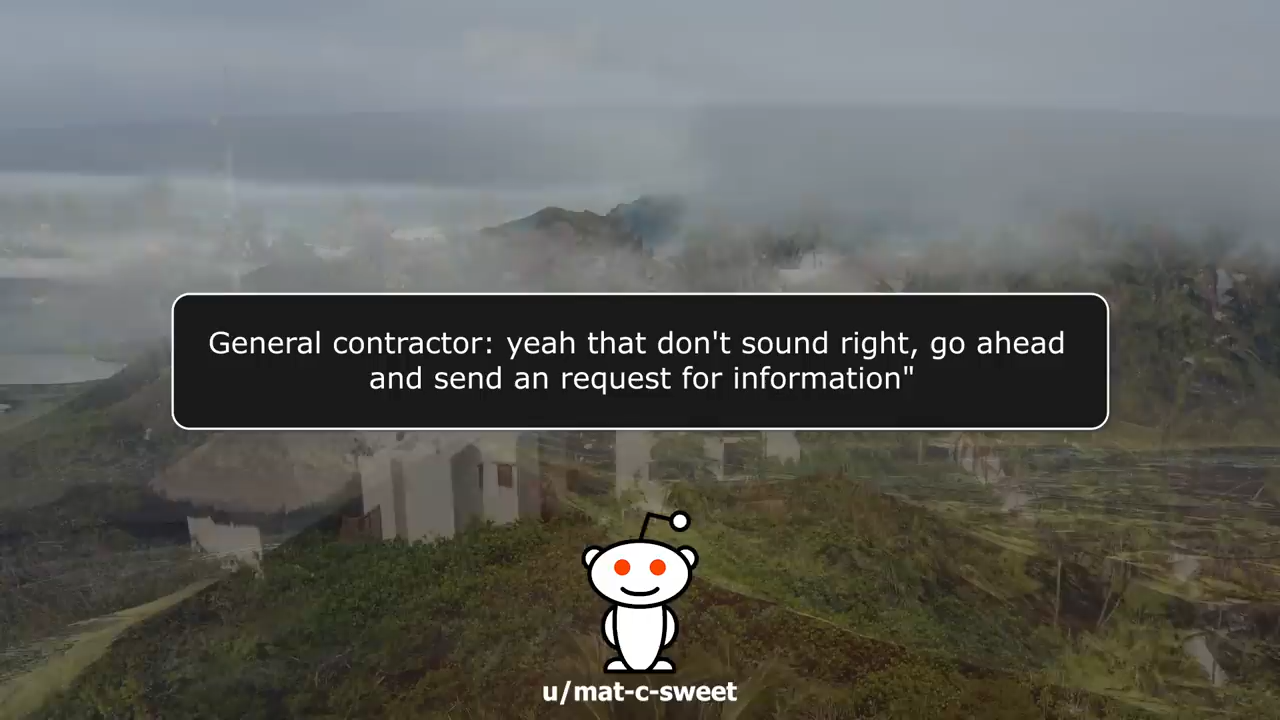 General contractor: yeah that don't sound right, go ahead
and send an request for information"
u/mat-c-sweet